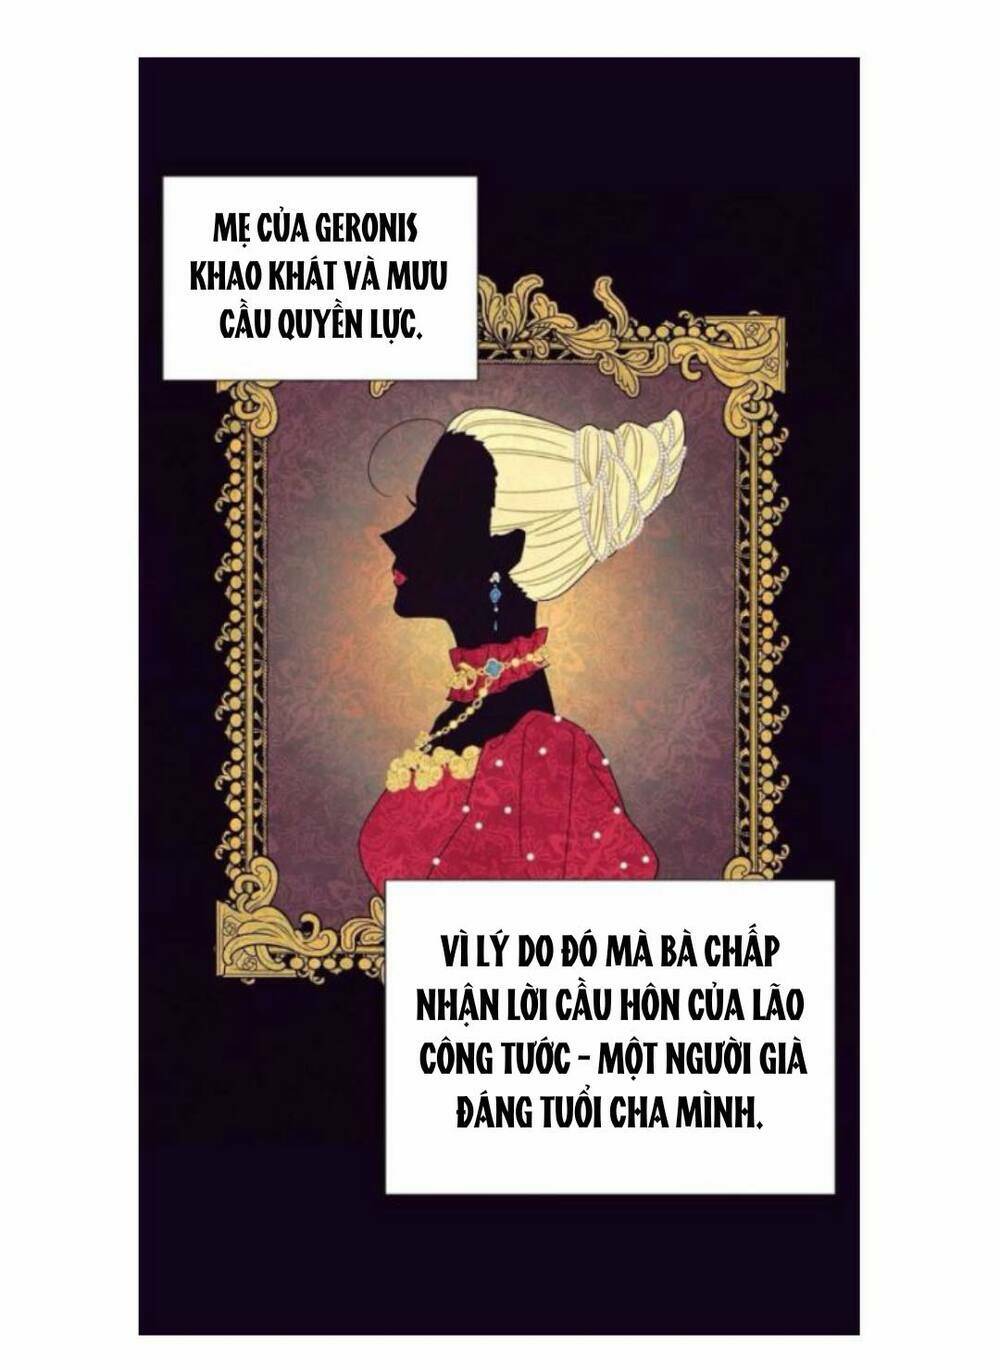 MẸ CỦA GERONIS
KHAO KHÁT VÀ MƯU
CẦU QUYỀN LỰC.
VÌ LÝ DO ĐÓ MÀ BÀ CHẤP
NHẬN LỜI CẦU HÔN CỦA LÃO
CÔNG TƯỚC - MỘT NGƯỜI GIÀ
ĐÁNG TUỔI CHA MÌNH.